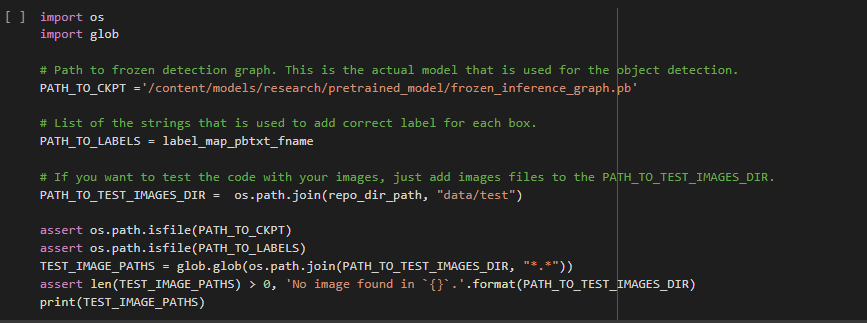 [ ] import os
import glob
# Path to frozen detection graph. This is the actual model that is used for the object detection.
PATH_TO_CKPT ='/content/models/research/pretrained_model/frozen_inference_graph.pb'
# List of the strings that is used to add correct label for each box.
PATH_TO_LABELS = label_map_pbtxt_fname
# If you want to test the code with your images, just add images files to the PATH_TO_TEST_IMAGES_DIR.
PATH_TO_TEST_IMAGES_DIR =  os.path.join(repo_dir_path, "data/test")
assert os.path.isfile(PATH_TO_CKPT)
assert os.path.isfile(PATH_TO_LABELS)
TEST_IMAGE_PATHS = glob.glob(os.path.join(PATH_TO_TEST_IMAGES_DIR, "*.*"))
assert len(TEST_IMAGE_PATHS) > 0, 'No image found in `{}`.'.format(PATH_TO_TEST_IMAGES_DIR)
print(TEST_IMAGE_PATHS)